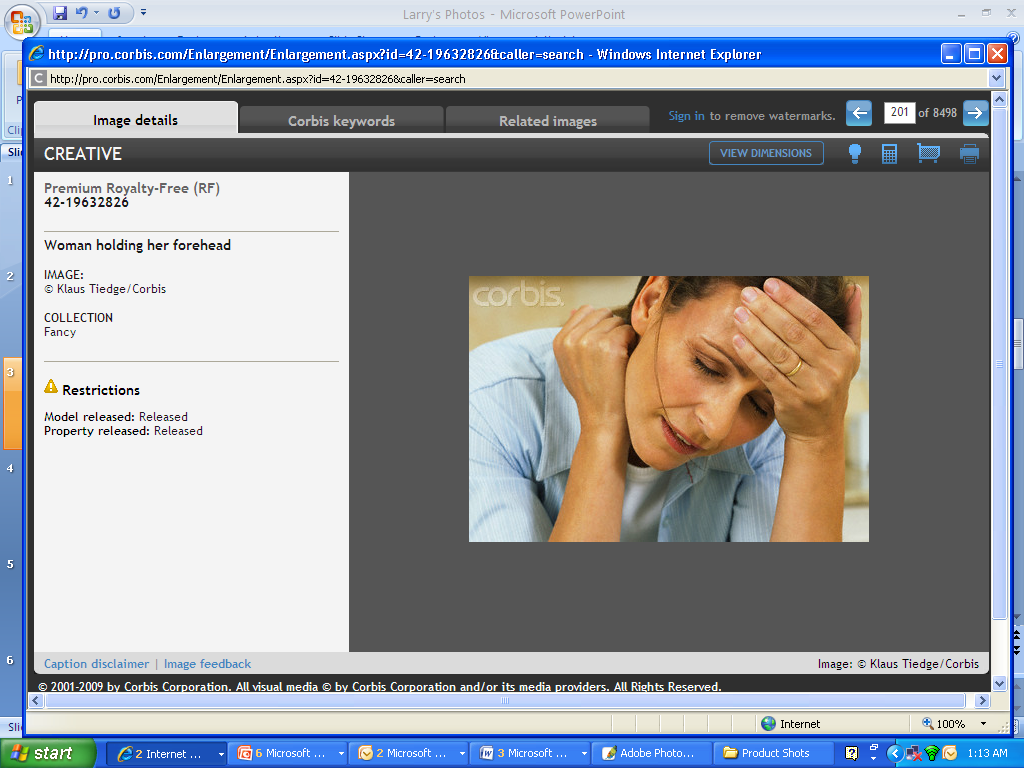 Larry's Photos - Microsoft PowerPoint
http://pro.corbis.com/Enlargement/Enlargement.aspx?id=42-19632826&caller=search - Windows Internet Explorer
C http://pro.corbis.com/Enlargement/Enlargement.aspx?id=42-19632826&caller=search
Image details
Corbis keywords
Related images
Sign in to remove watermarks.
201 of 8498
CREATIVE
VIEW DIMENSIONS
Premium Royalty-Free (RF)
42-19632826
Woman holding her forehead
IMAGE:
© Klaus Tiedge/Corbis
COLLECTION
Fancy
Restrictions
Model released: Released
Property released: Released
corbis.
1
2
3
4
5
6
Caption disclaimer | Image feedback
Image: © Klaus Tiedge/Corbis
© 2001-2009 by Corbis Corporation. All visual media © by Corbis Corporation and/or its media providers. All Rights Reserved.
Internet
100%
start
2 Internet ...
6 Microsoft ...
2 Microsoft ...
3 Microsoft ...
Adobe Photo...
Product Shots
1:13 AM